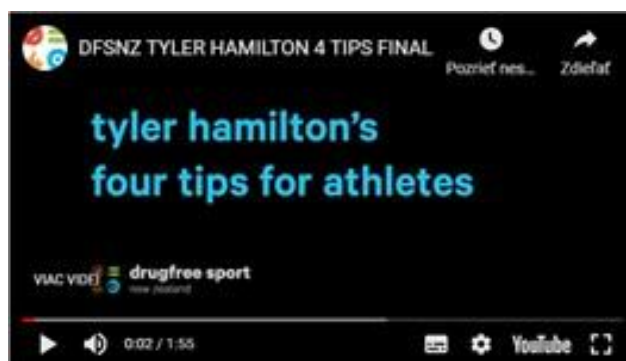 DFSNZ TYLER HAMILTON 4 TIPS FINAL
Pozrieť nes...
Zdieľať
tyler hamilton's
four tips for athletes
VIAC VIDEÍ
drugfree sport
new zealand
0:02 / 1:55
YouTube